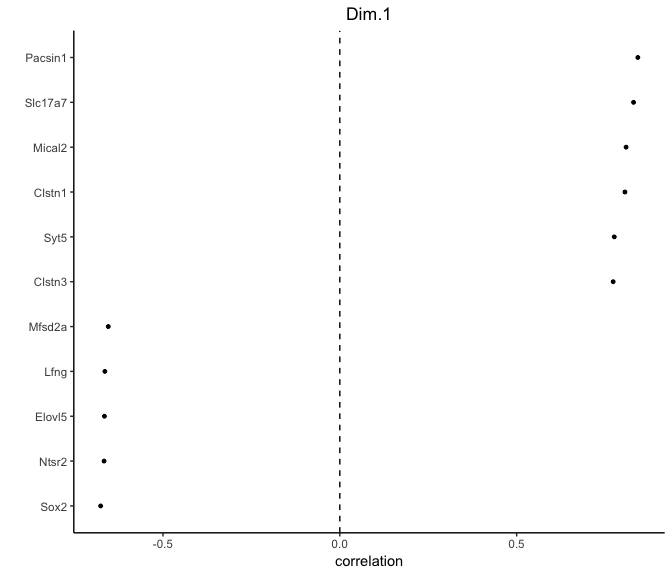 Dim.1
Pacsin1
Slc17a7
Mical2
Clstn1
Syt5
Clstn3
Mfsd2a
Lfng
Elovl5
Ntsr2
Sox2
-0.5 0.0 0.5
correlation